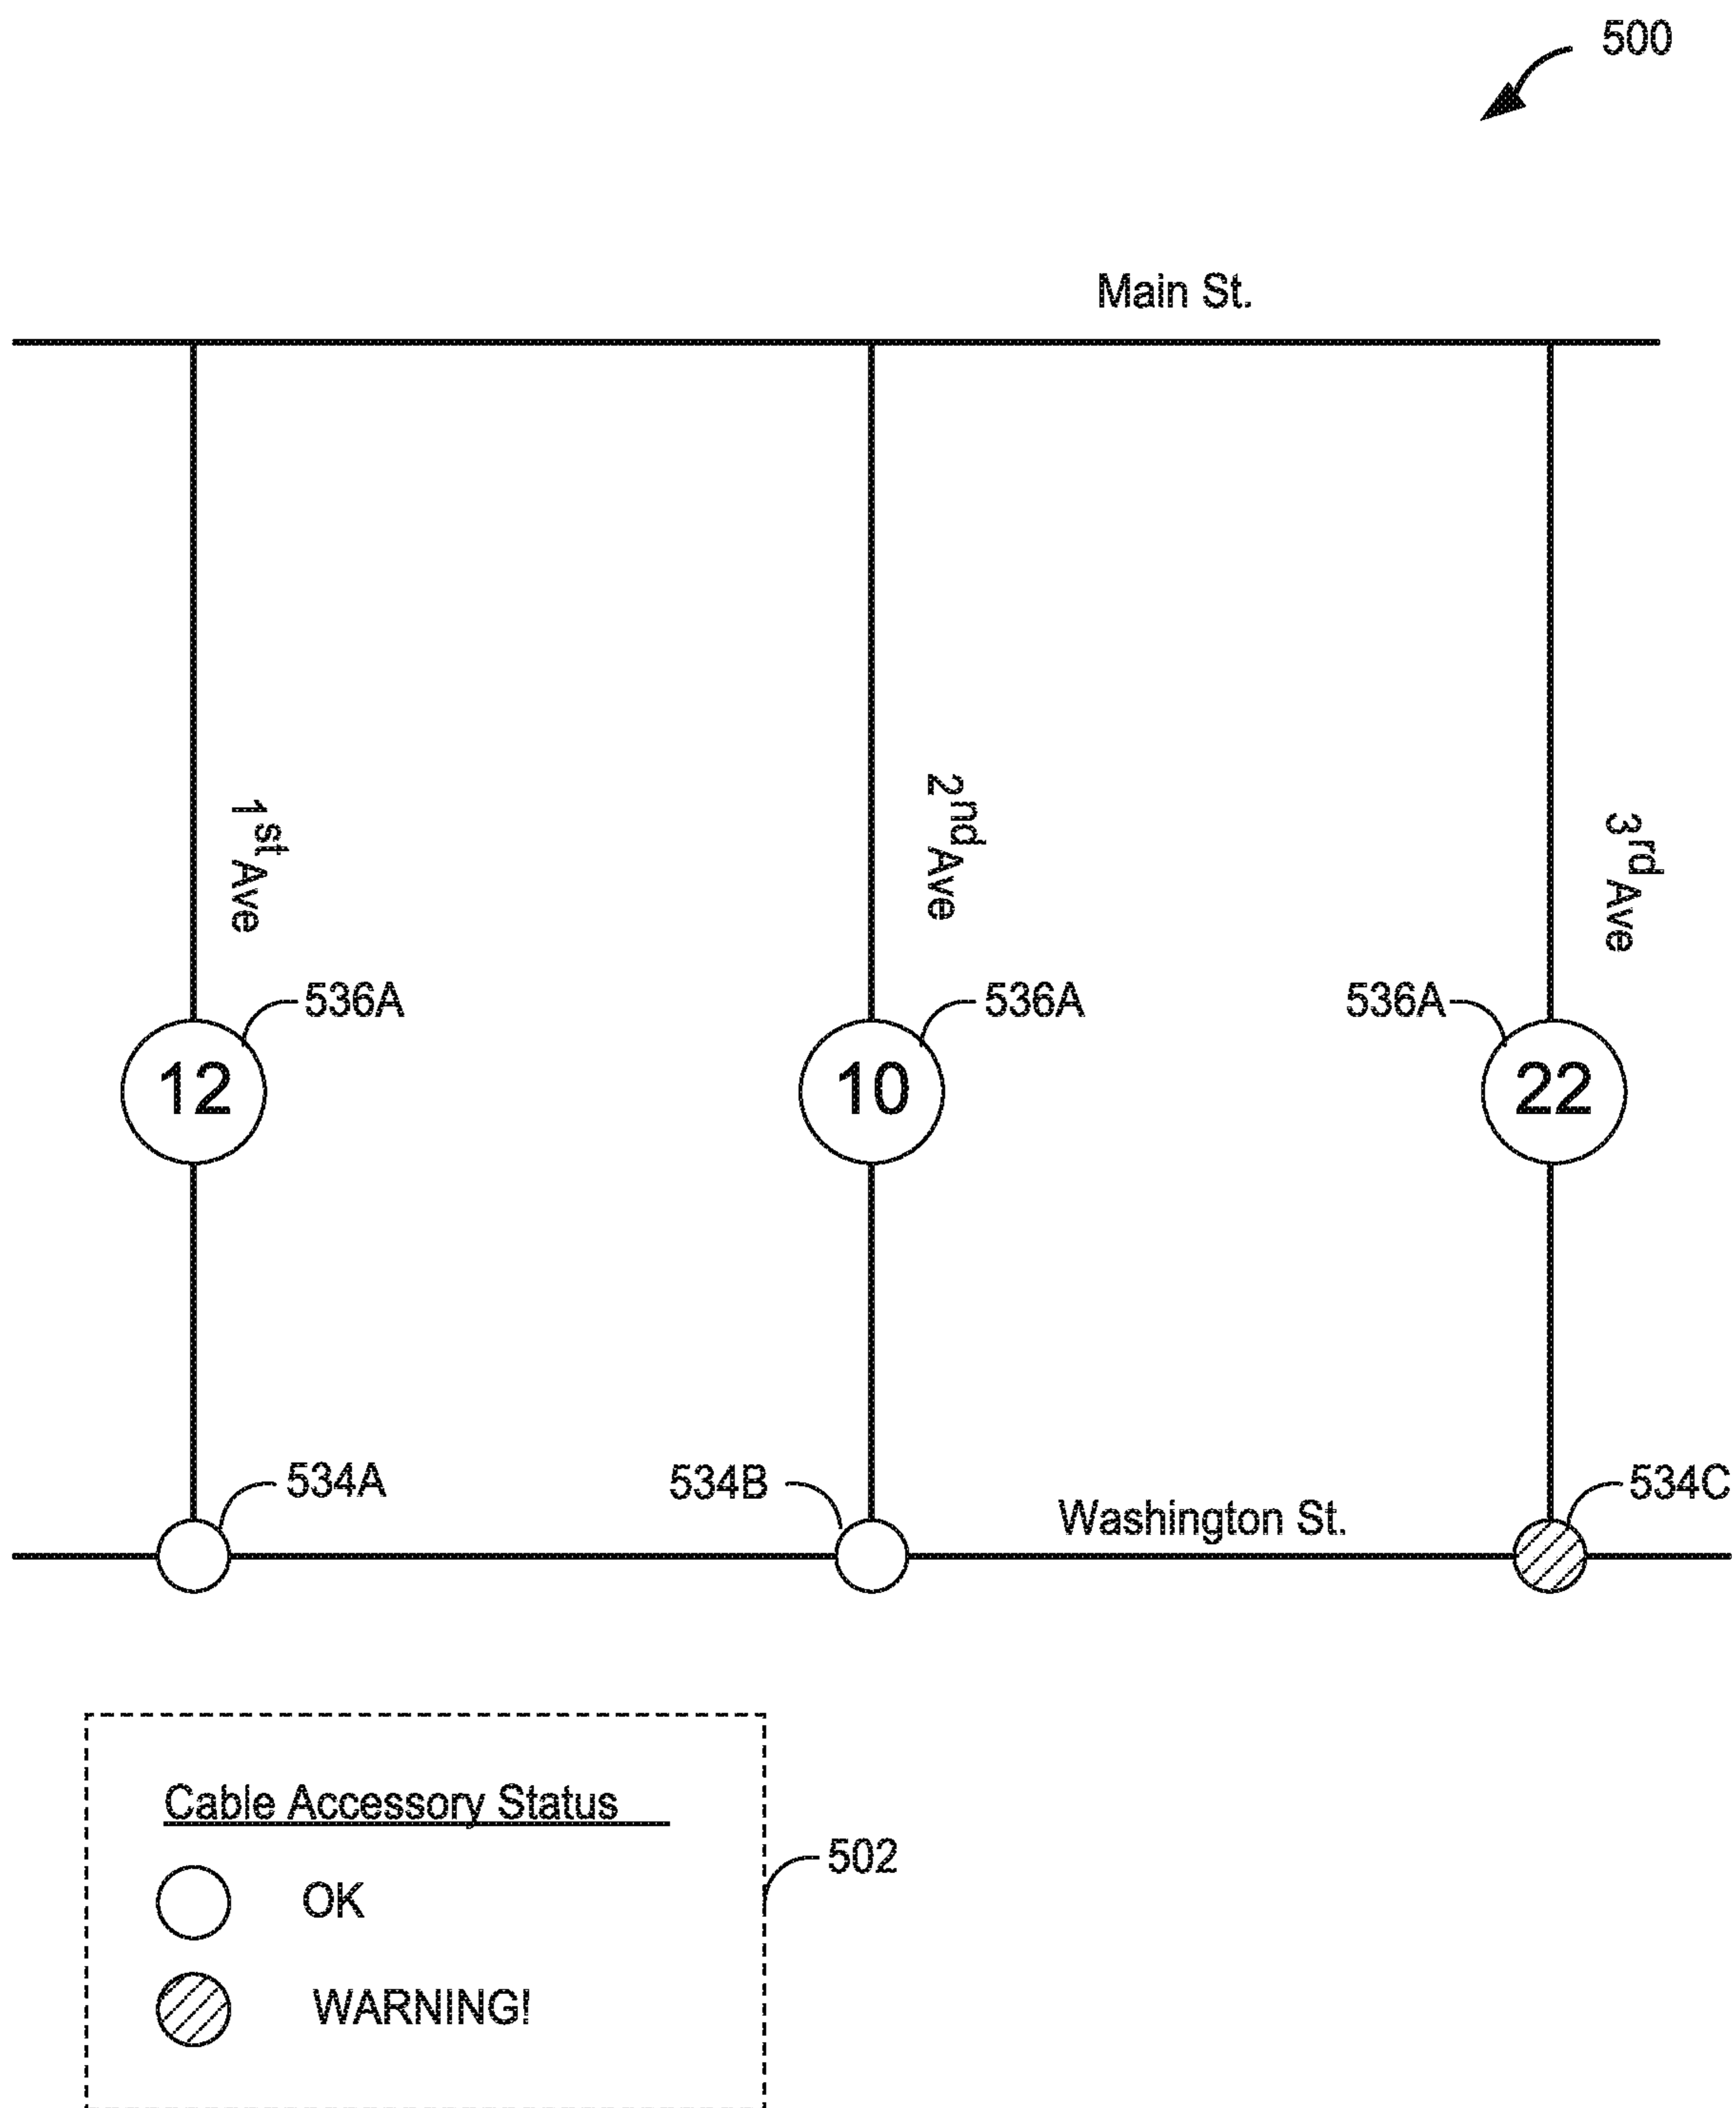 500
Main St.
1st Ave
2nd Ave
3rd Ave
536A
536A
536A
12
10
22
534A
534B
534C
Washington St.
Cable Accessory Status
502
OK
WARNING!